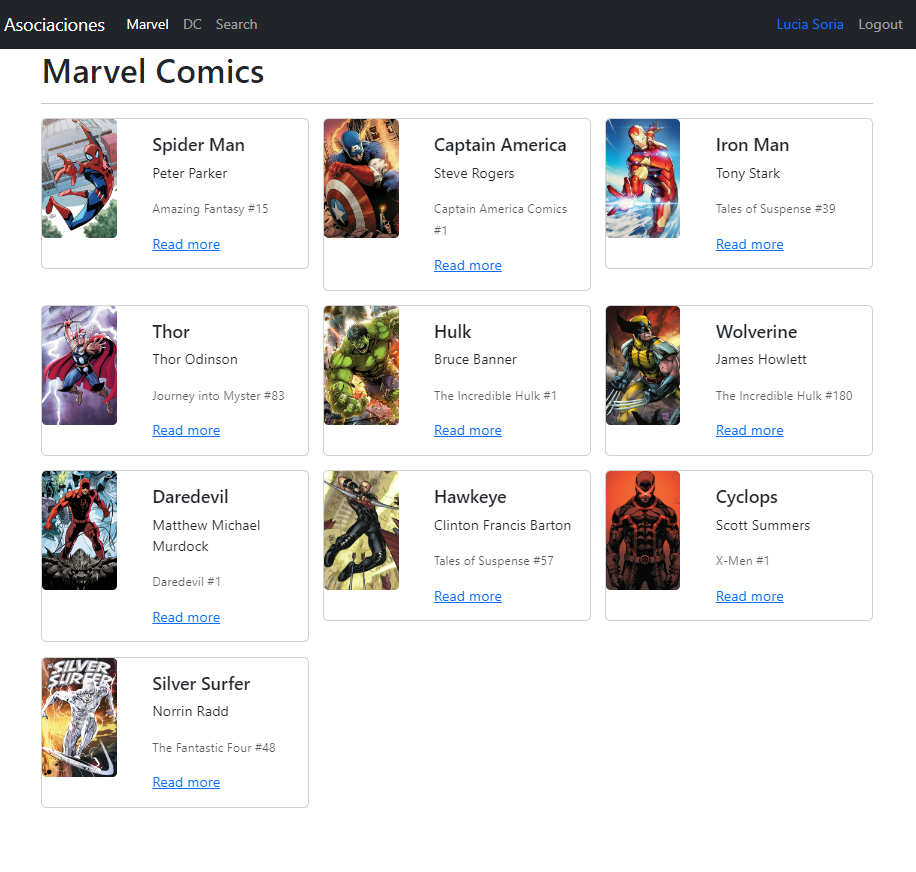 Asociaciones Marvel DC Search Lucia Soria Logout
Marvel Comics
Spider Man
Peter Parker
Amazing Fantasy #15
Read more
Captain America
Steve Rogers
Captain America Comics
#1
Read more
Iron Man
Tony Stark
Tales of Suspense #39
Read more
Thor
Thor Odinson
Journey into Myster #83
Read more
Hulk
Bruce Banner
The Incredible Hulk #1
Read more
Wolverine
James Howlett
The Incredible Hulk #180
Read more
Daredevil
Matthew Michael
Murdock
Daredevil #1
Read more
Hawkeye
Clinton Francis Barton
Tales of Suspense #57
Read more
Cyclops
Scott Summers
X-Men #1
Read more
SILVER
SURFER
Silver Surfer
Norrin Radd
The Fantastic Four #48
Read more